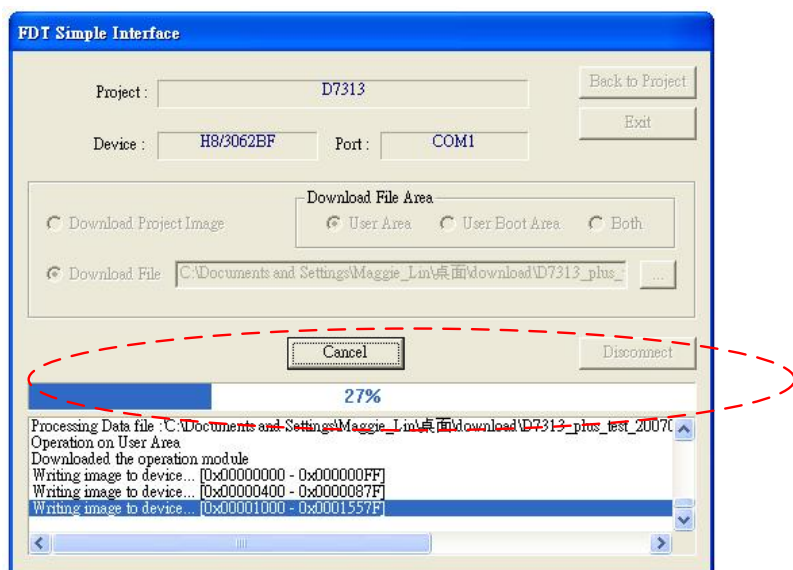 FDT Simple Interface
Project : D7313 Back to Project
Exit
Device : H8/3062BF Port : COM1
Download File Area
Download Project Image User Area User Boot Area Both
Download File C:\Documents and Settings\Maggie_Lin\桌面\download\D7313_plus_ ...
Cancel Disconnect
27%
Processing Data file :'C:\Documents and Settings\Maggie_Lin\桌面\download\D7313_plus_test_2007
Operation on User Area
Downloaded the operation module
Writing image to device... [0x00000000 - 0x000000FF]
Writing image to device... [0x00000400 - 0x0000087F]
Writing image to device... [0x00001000 - 0x0001557F]